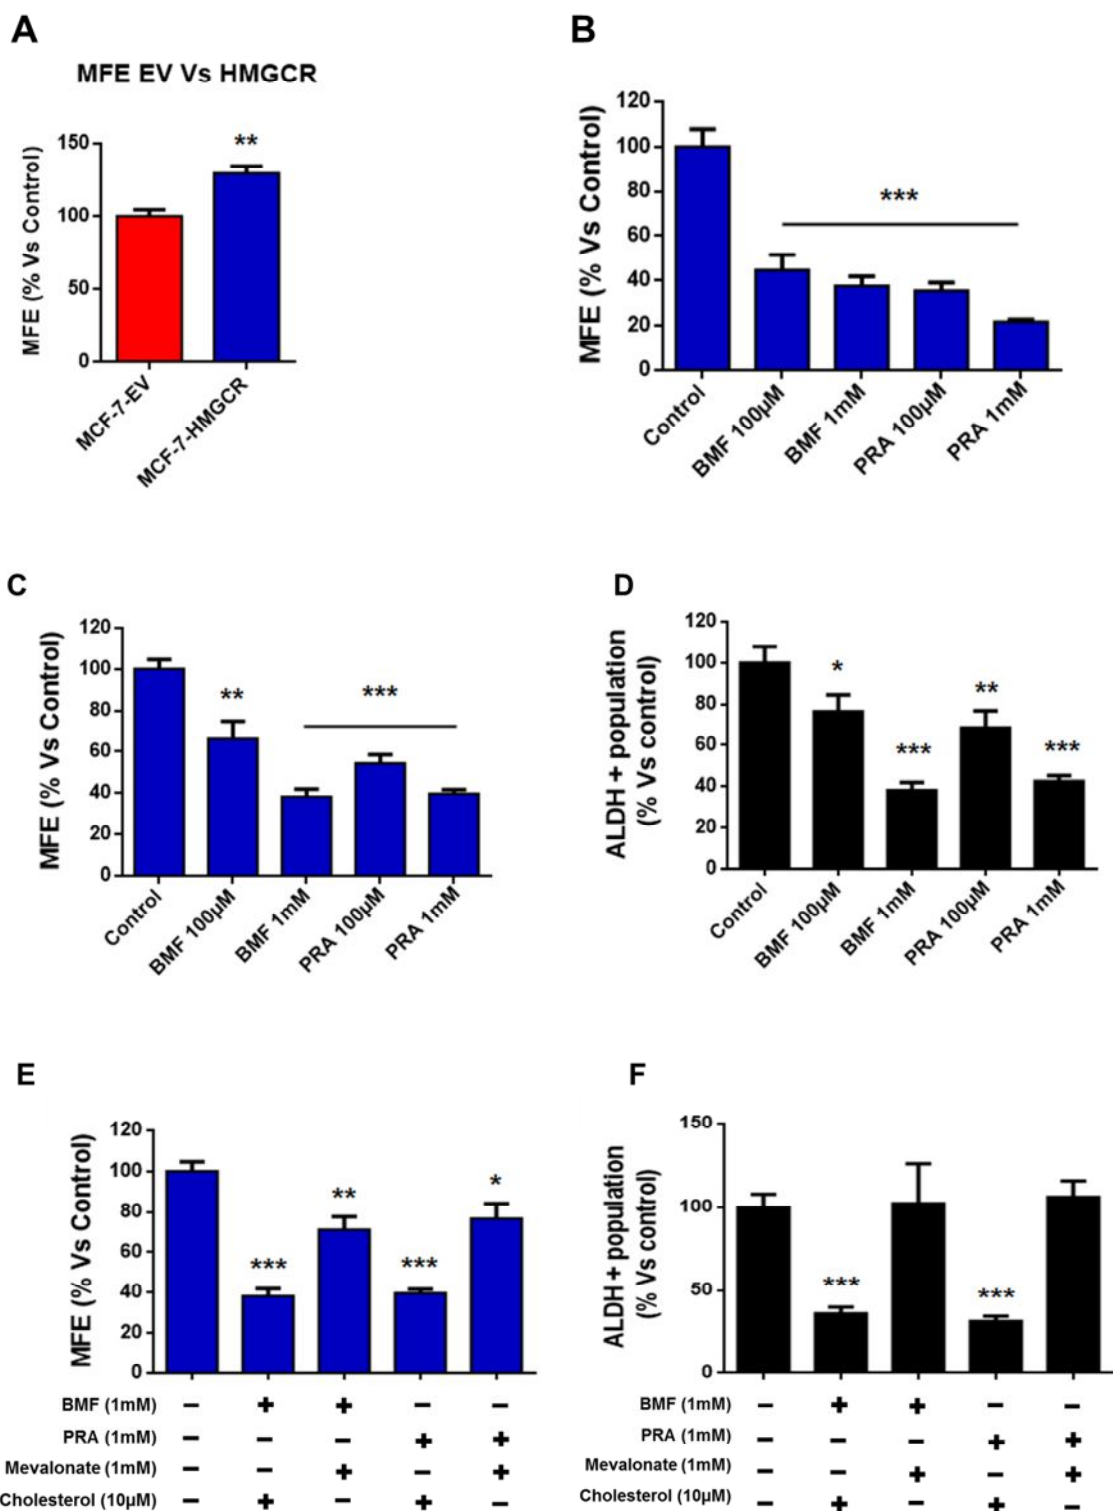 A
MFE EV Vs HMGCR
MFE (% Vs Control)
150
100
50
0
**
MCF-7-EV
MCF-7-HMGCR
B
MFE (% Vs Control)
120
100
80
60
40
20
0
***
Control
BMF 100µM
BMF 1mM
PRA 100µM
PRA 1mM
C
MFE (% Vs Control)
120
100
80
60
40
20
0
**
***
Control
BMF 100µM
BMF 1mM
PRA 100µM
PRA 1mM
D
ALDH + population
(% Vs control)
120
100
80
60
40
20
0
*
***
**
***
Control
BMF 100µM
BMF 1mM
PRA 100µM
PRA 1mM
E
MFE (% Vs Control)
120
100
80
60
40
20
0
***
**
***
*
BMF (1mM) – + + – –
PRA (1mM) – – – + +
Mevalonate (1mM) – – + – +
Cholesterol (10µM) – + – + –
F
ALDH + population
(% Vs control)
150
100
50
0
***
***
BMF (1mM) – + + – –
PRA (1mM) – – – + +
Mevalonate (1mM) – – + – +
Cholesterol (10µM) – + – + –